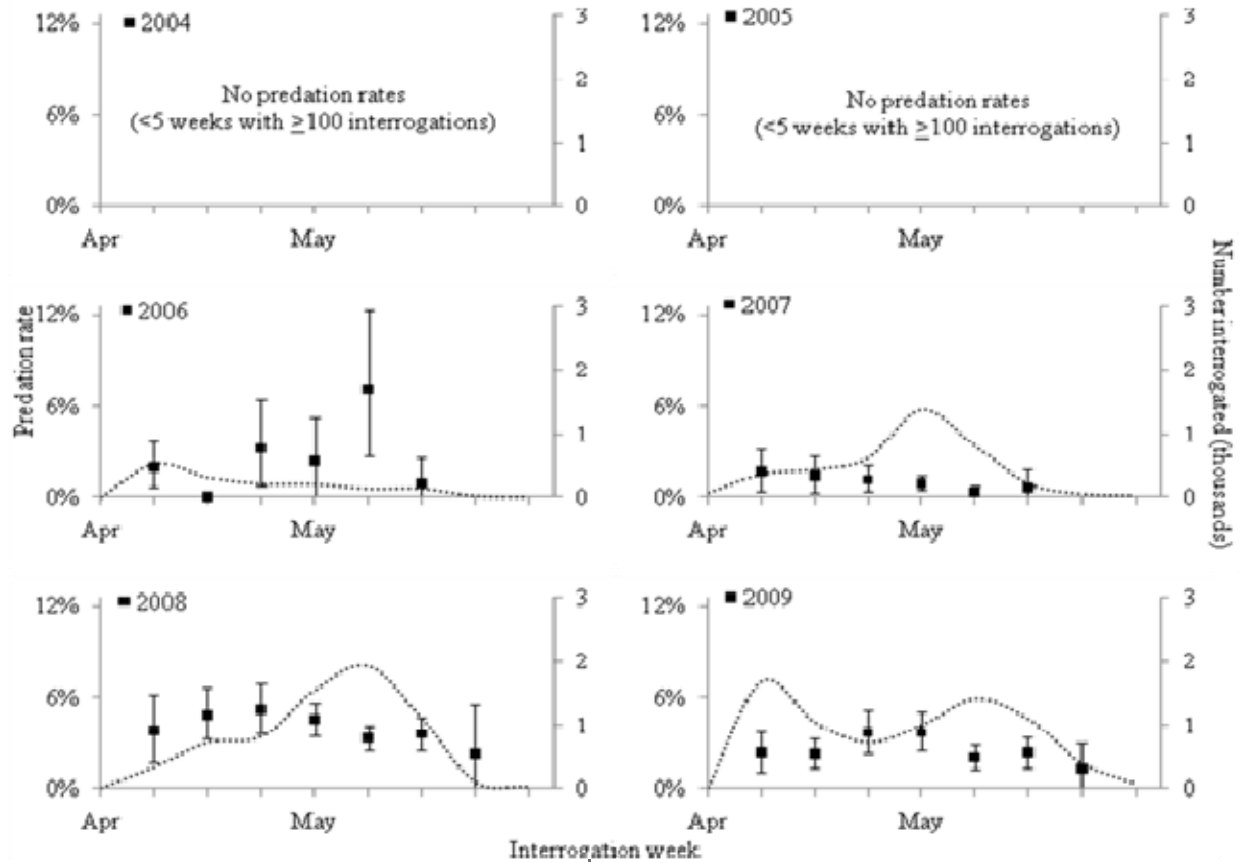 12%
2004
3
No predation rates
(<5 weeks with ≥100 interrogations)
2
6%
1
0%
0
Apr
May
12%
2005
3
No predation rates
(<5 weeks with ≥100 interrogations)
2
6%
1
0%
0
Apr
May
Predation rate
12%
2006
3
2
6%
1
0%
0
Apr
May
12%
2007
3
2
6%
1
0%
0
Apr
May
Number interrogated (thousands)
12%
2008
3
2
6%
1
0%
0
Apr
May
12%
2009
3
2
6%
1
0%
0
Apr
May
Interrogation week